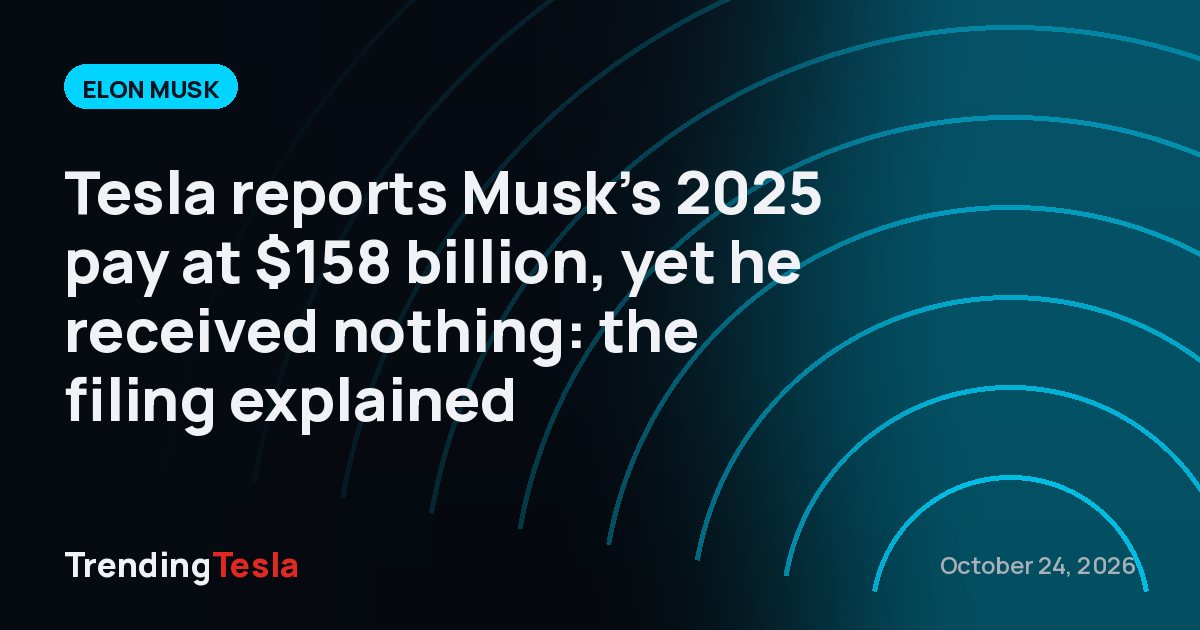 ELON MUSK
Tesla reports Musk’s 2025
pay at $158 billion, yet he
received nothing: the
filing explained
TrendingTesla
October 24, 2026